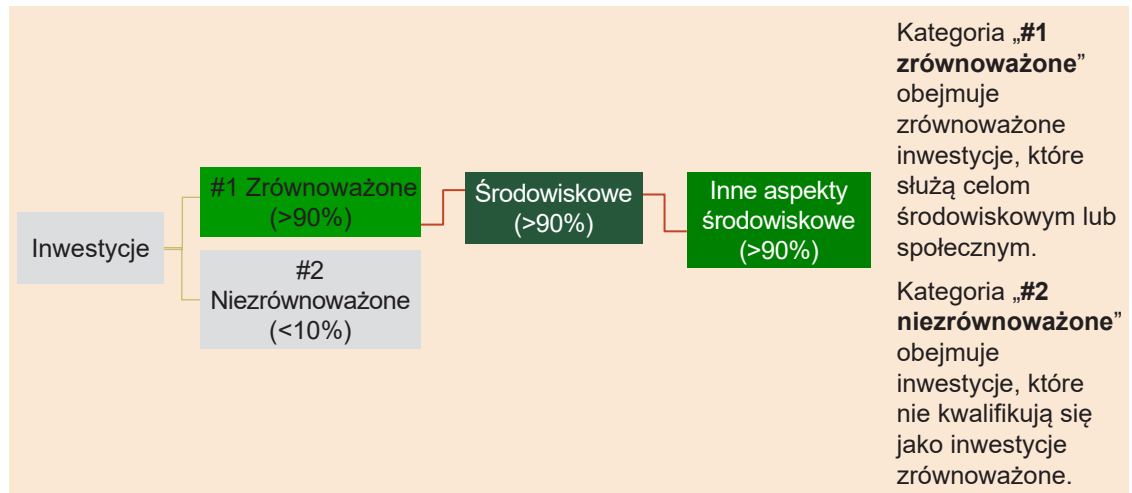 Inwestycje
#1 Zrównoważone
(>90%)
#2
Niezrównoważone
(<10%)
Środowiskowe
(>90%)
Inne aspekty
środowiskowe
(>90%)
Kategoria „#1
zrównoważone”
obejmuje
zrównoważone
inwestycje, które
służą celom
środowiskowym lub
społecznym.
Kategoria „#2
niezrównoważone”
obejmuje
inwestycje, które
nie kwalifikują się
jako inwestycje
zrównoważone.